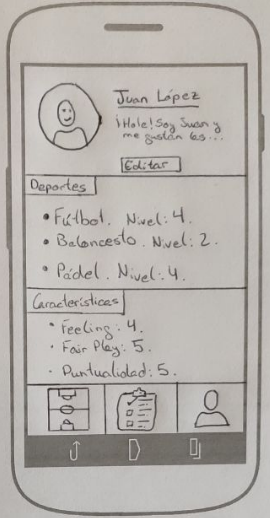 Juan López
¡Hola! Soy Juan y
me gustan las...
Editar
Deportes
• Fútbol. Nivel: 4.
• Baloncesto. Nivel: 2.
• Pádel. Nivel: 4.
Características
• Feeling: 4.
• Fair Play: 5.
• Puntualidad: 5.